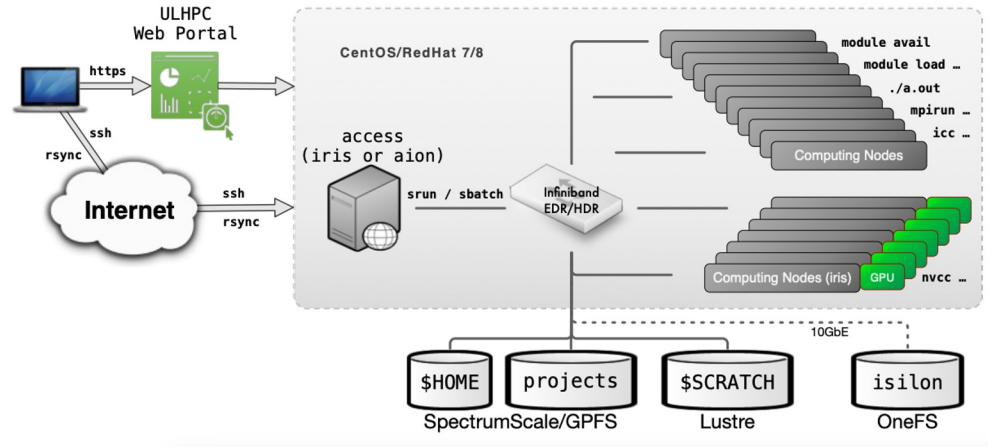 ULHPC
Web Portal
https
ssh
rsync
Internet
ssh
rsync
CentOS/RedHat 7/8
access
(iris or aion)
srun / sbatch
Infiniband
EDR/HDR
module avail
module load …
./a.out
mpirun …
icc …
Computing Nodes
Computing Nodes (iris)
GPU
nvcc …
10GbE
$HOME
projects
$SCRATCH
isilon
SpectrumScale/GPFS
Lustre
OneFS